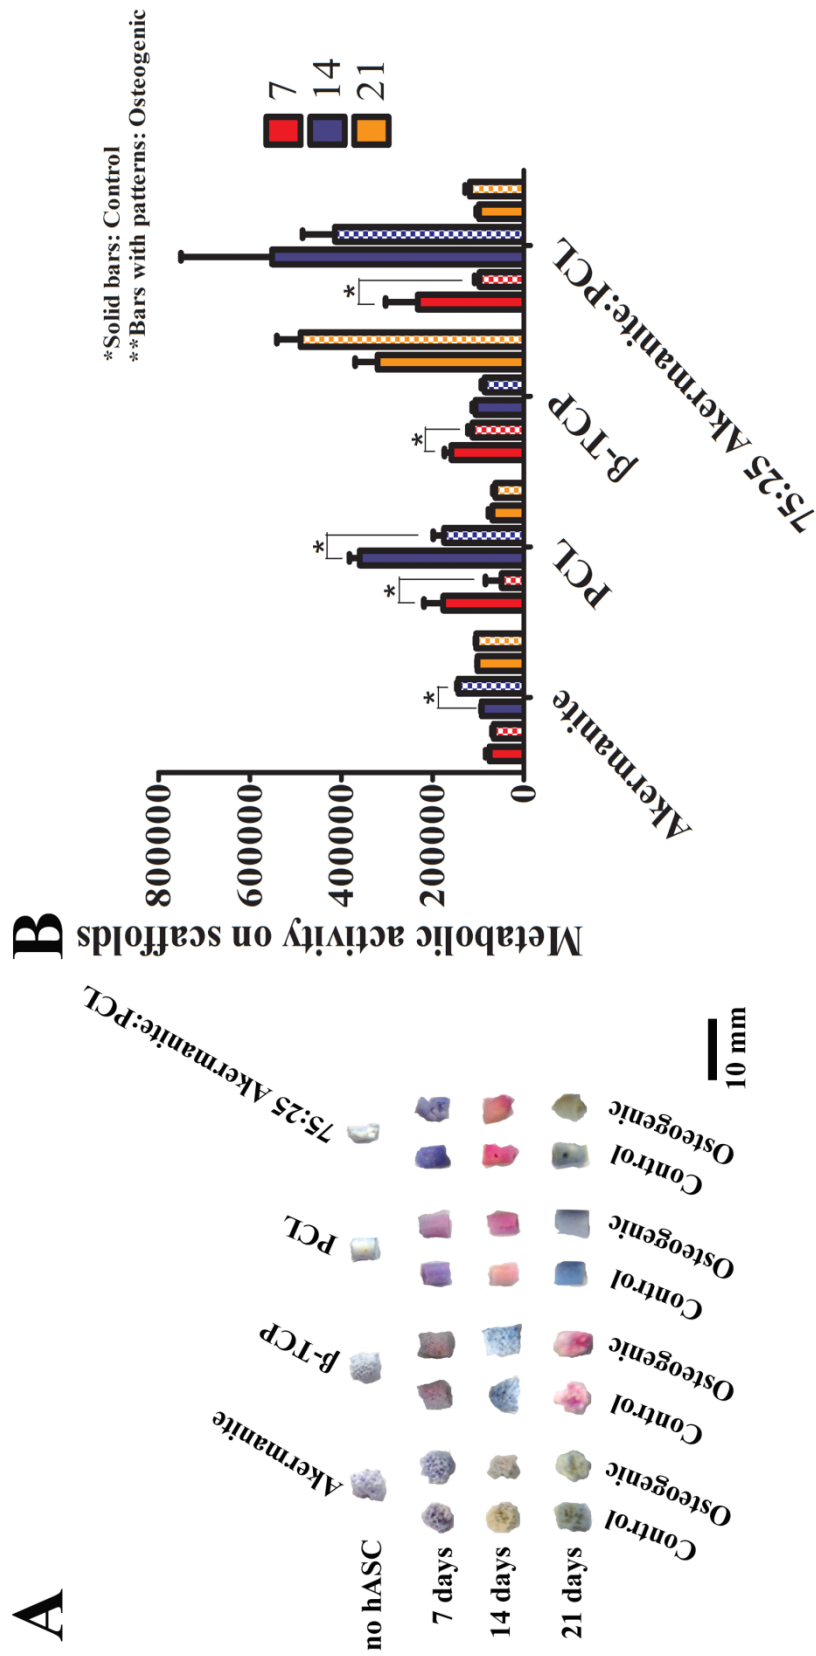 A
Akermanite
β-TCP
PCL
75:25 Akermanite:PCL
no hASC
7 days
14 days
21 days
Control
Osteogenic
Control
Osteogenic
Control
Osteogenic
Control
Osteogenic
10 mm
B
*Solid bars: Control
**Bars with patterns: Osteogenic
7
14
21
Metabolic activity on scaffolds
800000
600000
400000
200000
0
*
*
*
*
*
Akermanite
PCL
β-TCP
75:25 Akermanite:PCL